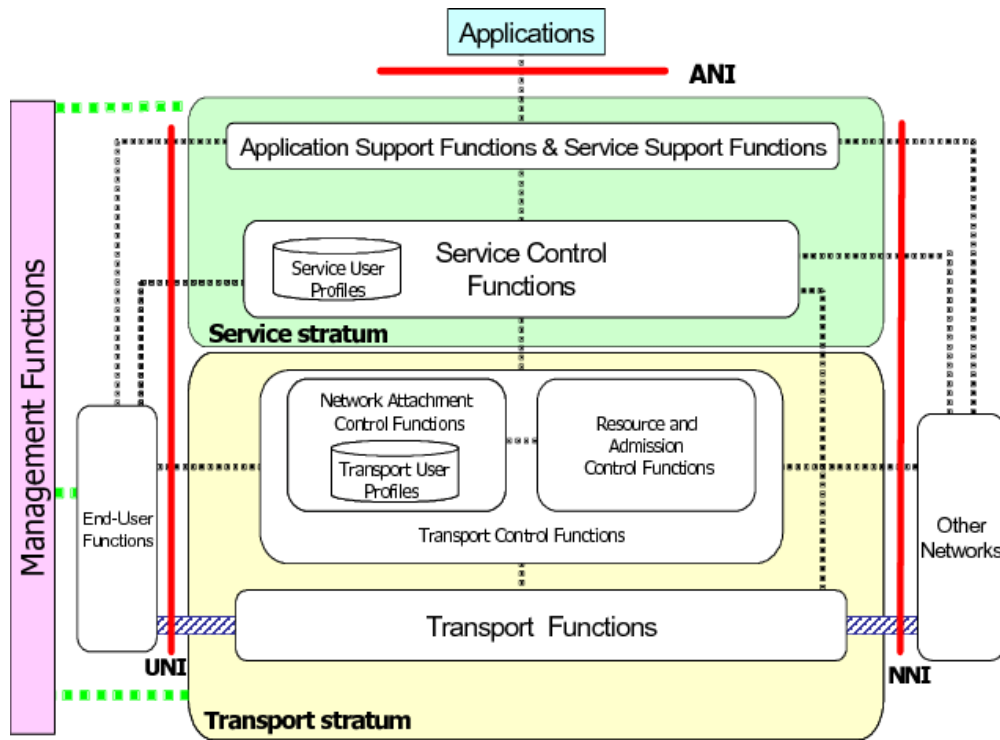 Applications
ANI
Management Functions
Application Support Functions & Service Support Functions
Service User
Profiles
Service Control
Functions
Service stratum
Network Attachment
Control Functions
Transport User
Profiles
Resource and
Admission
Control Functions
Transport Control Functions
End-User
Functions
Other
Networks
Transport Functions
UNI
NNI
Transport stratum